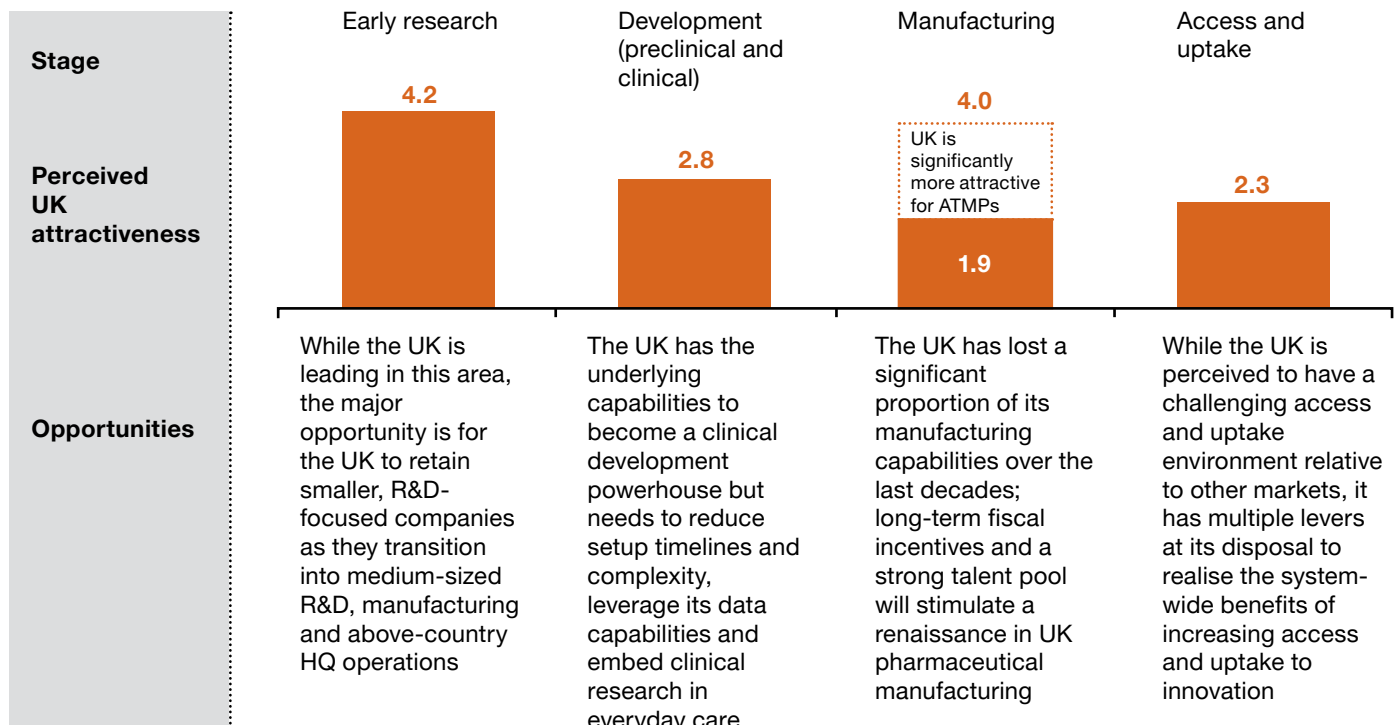 Stage
Early research
Development
(preclinical and
clinical)
Manufacturing
Access and
uptake
Perceived
UK
attractiveness
4.2
2.8
4.0
UK is
significantly
more attractive
for ATMPs
1.9
2.3
Opportunities
While the UK is
leading in this area,
the major
opportunity is for
the UK to retain
smaller, R&D-
focused companies
as they transition
into medium-sized
R&D, manufacturing
and above-country
HQ operations
The UK has the
underlying
capabilities to
become a clinical
development
powerhouse but
needs to reduce
setup timelines and
complexity,
leverage its data
capabilities and
embed clinical
research in
everyday care
The UK has lost a
significant
proportion of its
manufacturing
capabilities over the
last decades;
long-term fiscal
incentives and a
strong talent pool
will stimulate a
renaissance in UK
pharmaceutical
manufacturing
While the UK is
perceived to have a
challenging access
and uptake
environment relative
to other markets, it
has multiple levers
at its disposal to
realise the system-
wide benefits of
increasing access
and uptake to
innovation